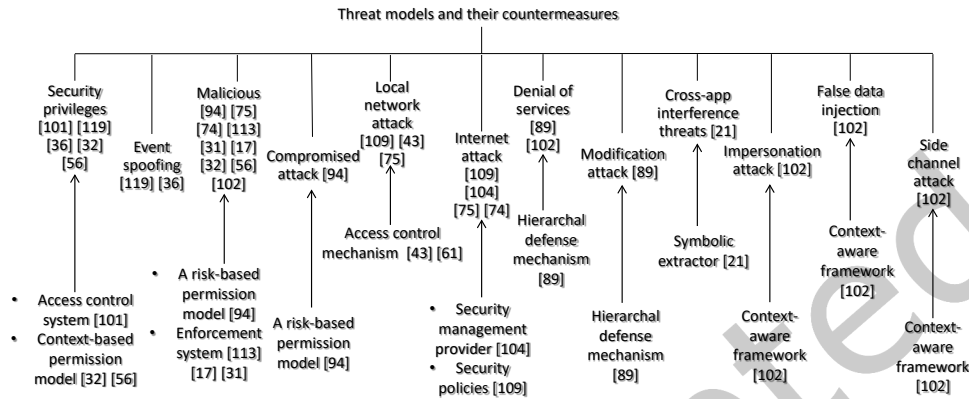 Threat models and their countermeasures
Security
privileges
[101] [119]
[36] [32]
[56]
Event
spoofing
[119] [36]
Malicious
[94] [75]
[74] [113]
[31] [17]
[32] [56]
[102]
Compromised
attack [94]
Local
network
attack
[109] [43]
[75]
Internet
attack
[109]
[104]
[75] [74]
Denial of
services
[89]
[102]
Modification
attack [89]
Cross-app
interference
threats [21]
Impersonation
attack [102]
False data
injection
[102]
Side
channel
attack
[102]
• Access control
system [101]
• Context-based
permission
model [32] [56]
• A risk-based
permission
model [94]
• Enforcement
system [113]
[17] [31]
A risk-based
permission
model [94]
Access control
mechanism [43] [61]
• Security
management
provider [104]
• Security
policies [109]
Hierarchal
defense
mechanism
[89]
Hierarchal
defense
mechanism
[89]
Symbolic
extractor [21]
Context-
aware
framework
[102]
Context-
aware
framework
[102]
Context-
aware
framework
[102]